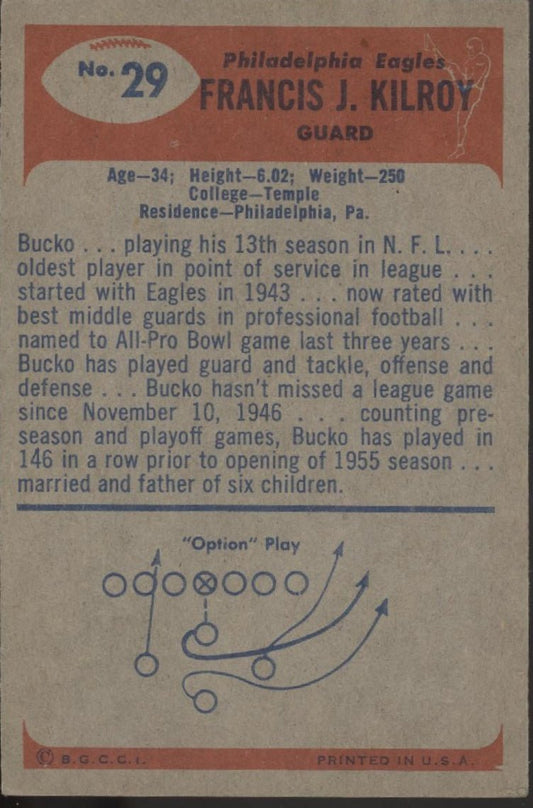 No. 29
Philadelphia Eagles
FRANCIS J. KILROY
GUARD
Age—34; Height—6.02; Weight—250
College—Temple
Residence—Philadelphia, Pa.
Bucko . . . playing his 13th season in N. F. L. . . .
oldest player in point of service in league . . .
started with Eagles in 1943 . . . now rated with
best middle guards in professional football . . .
named to All-Pro Bowl game last three years . . .
Bucko has played guard and tackle, offense and
defense . . . Bucko hasn't missed a league game
since November 10, 1946 . . . counting pre-
season and playoff games, Bucko has played in
146 in a row prior to opening of 1955 season . . .
married and father of six children.
"Option" Play
© B.G.C.C.I. PRINTED IN U.S.A.